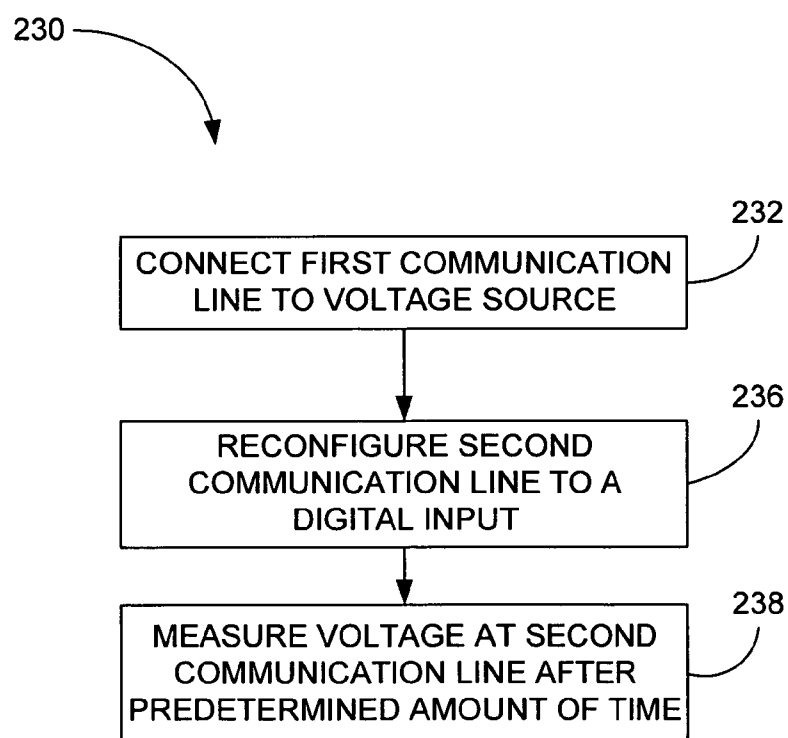 230
232
CONNECT FIRST COMMUNICATION
LINE TO VOLTAGE SOURCE
236
RECONFIGURE SECOND
COMMUNICATION LINE TO A
DIGITAL INPUT
238
MEASURE VOLTAGE AT SECOND
COMMUNICATION LINE AFTER
PREDETERMINED AMOUNT OF TIME